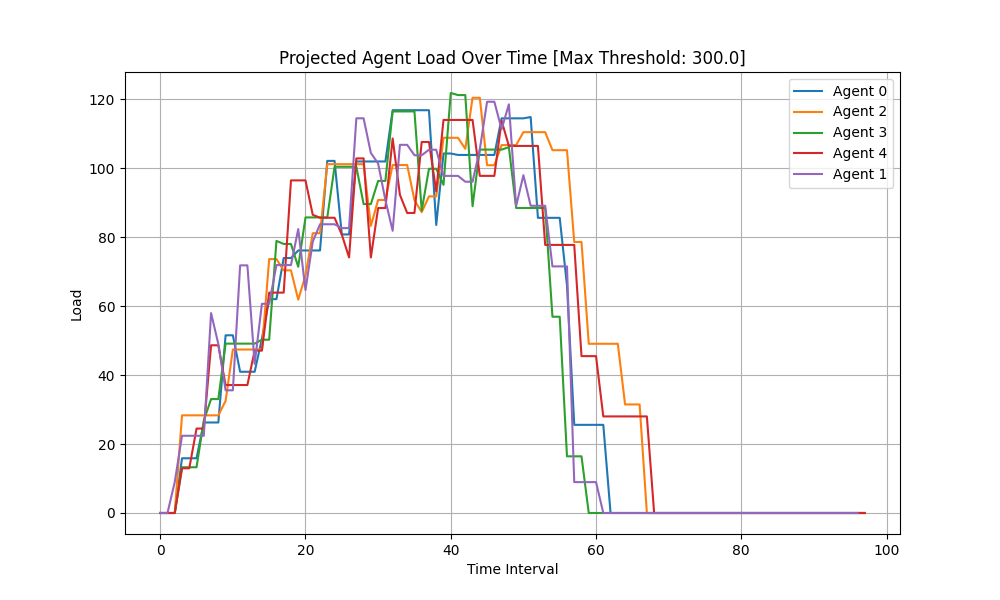 Projected Agent Load Over Time [Max Threshold: 300.0]
Agent 0
Agent 2
Agent 3
Agent 4
Agent 1
Load
120
100
80
60
40
20
0
0 20 40 60 80 100
Time Interval